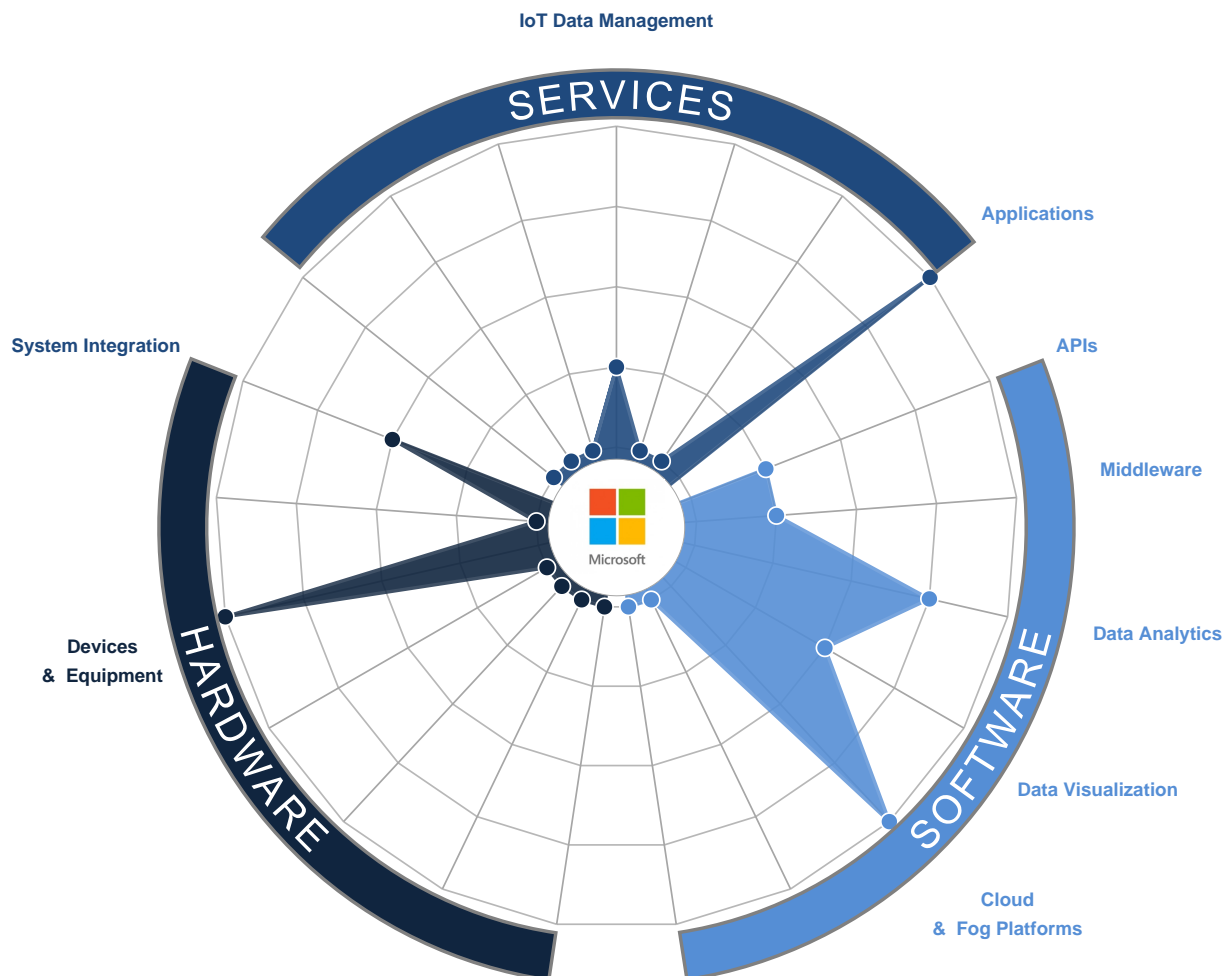 IoT Data Management
SERVICES
Applications
System Integration
APIs
Middleware
Microsoft
Devices
& Equipment
Data Analytics
HARDWARE
SOFTWARE
Data Visualization
Cloud
& Fog Platforms